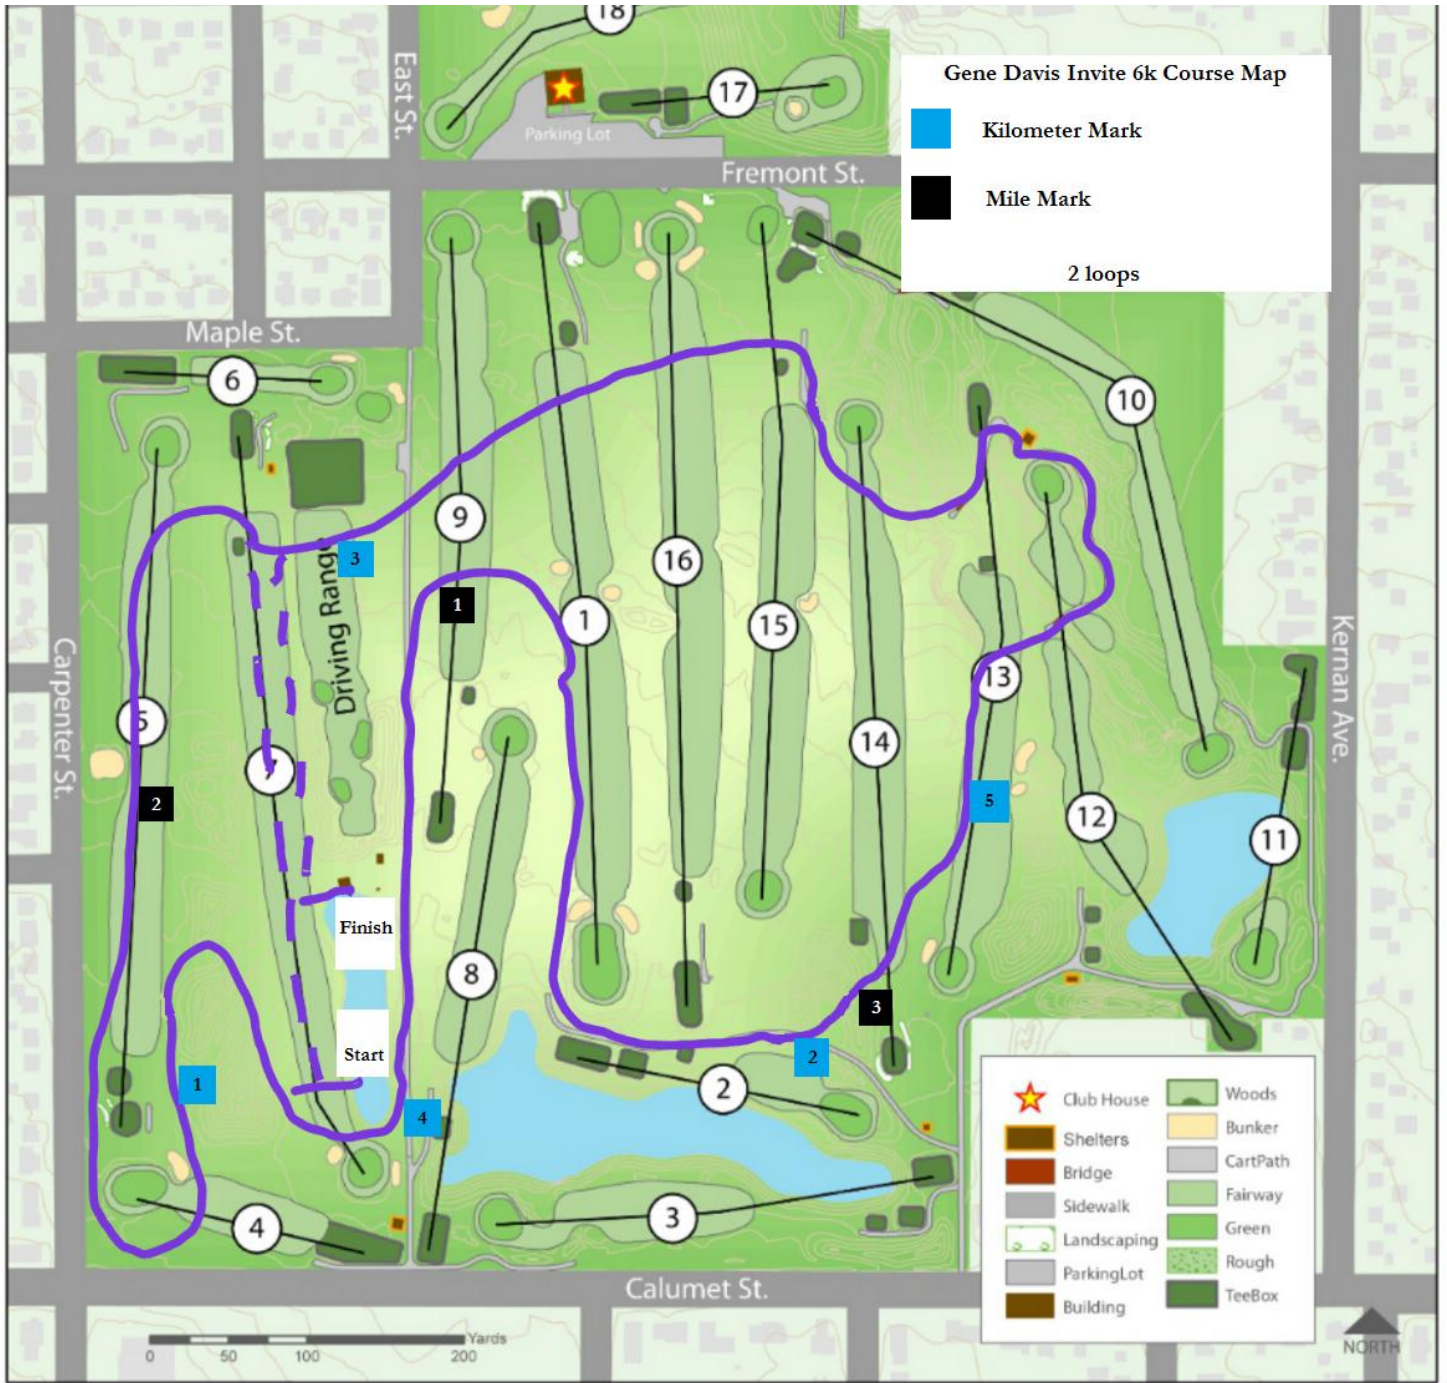 18
East St.
17
Parking Lot
Fremont St.
Gene Davis Invite 6k Course Map
Kilometer Mark
Mile Mark
2 loops
Maple St.
6
10
9
Driving Range
3
16
1
1
15
Carpenter St.
Kernan Ave.
13
5
14
7
2
5
12
11
Finish
8
3
Start
2
1
2
4
Club House
Shelters
Bridge
Sidewalk
Landscaping
ParkingLot
Building
Woods
Bunker
CartPath
Fairway
Green
Rough
TeeBox
3
4
Calumet St.
Yards
0 50 100 200
NORTH